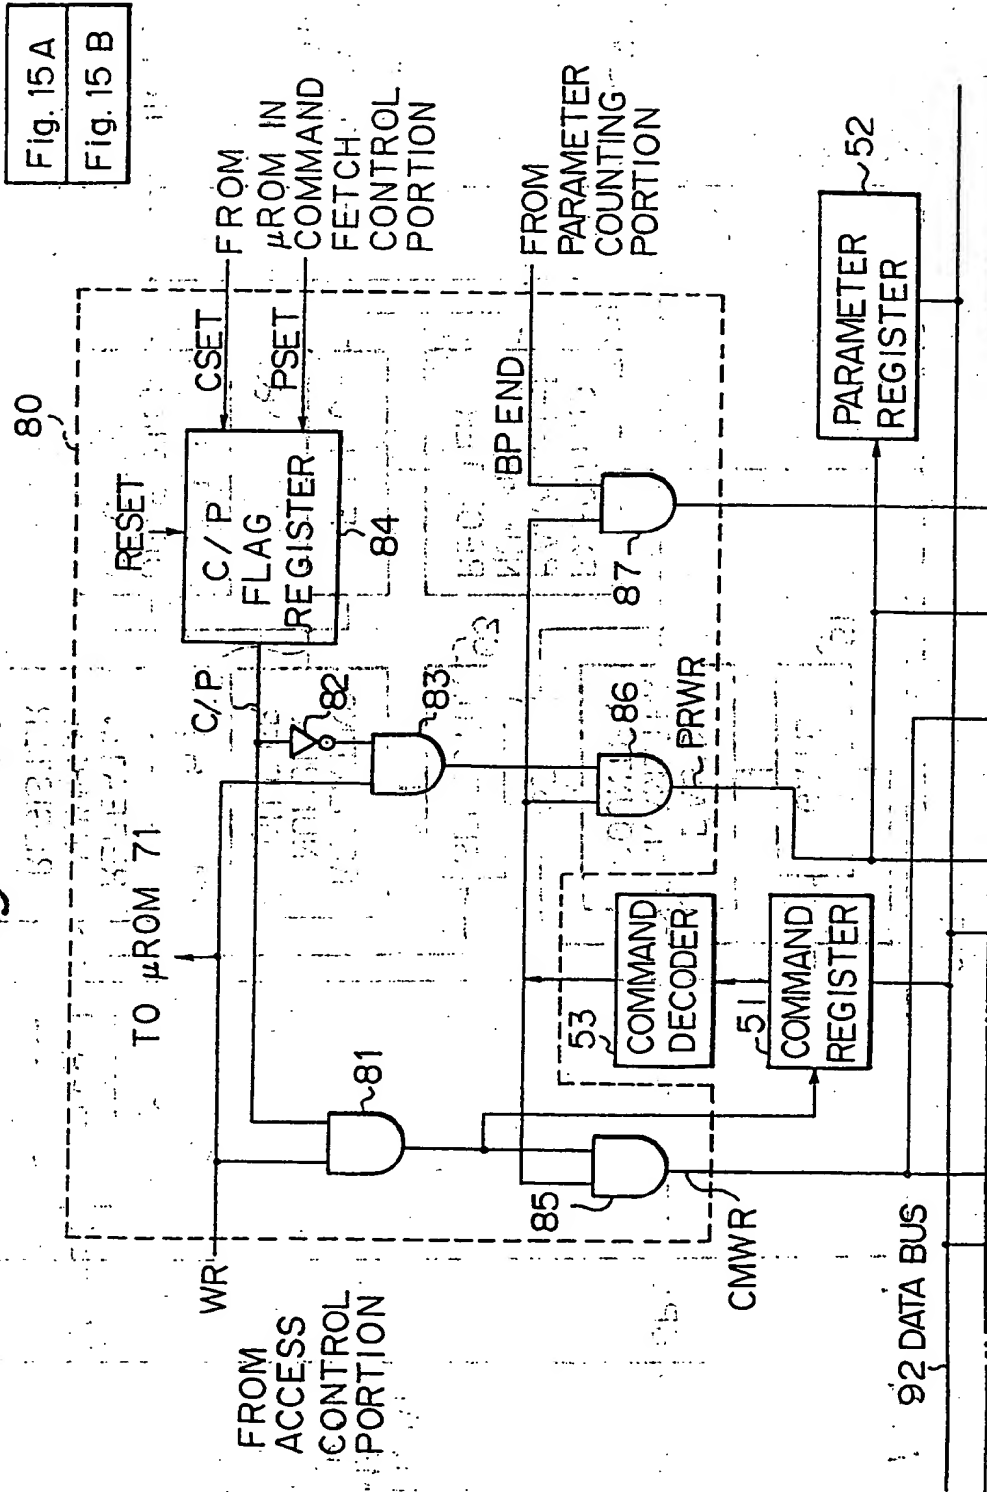 Fig. 15 A
Fig. 15 B
80
RESET
CSET
PSET
FROM
μROM IN
COMMAND
FETCH
CONTROL
PORTION
C/P
FLAG
REGISTER
84
C/P
82
83
TO μROM 71
WR
FROM
ACCESS
CONTROL
PORTION
81
85
CMWR
BP END
FROM
PARAMETER
COUNTING
PORTION
87
86
PRWR
53
COMMAND
DECODER
51
COMMAND
REGISTER
PARAMETER
REGISTER
52
92 DATA BUS